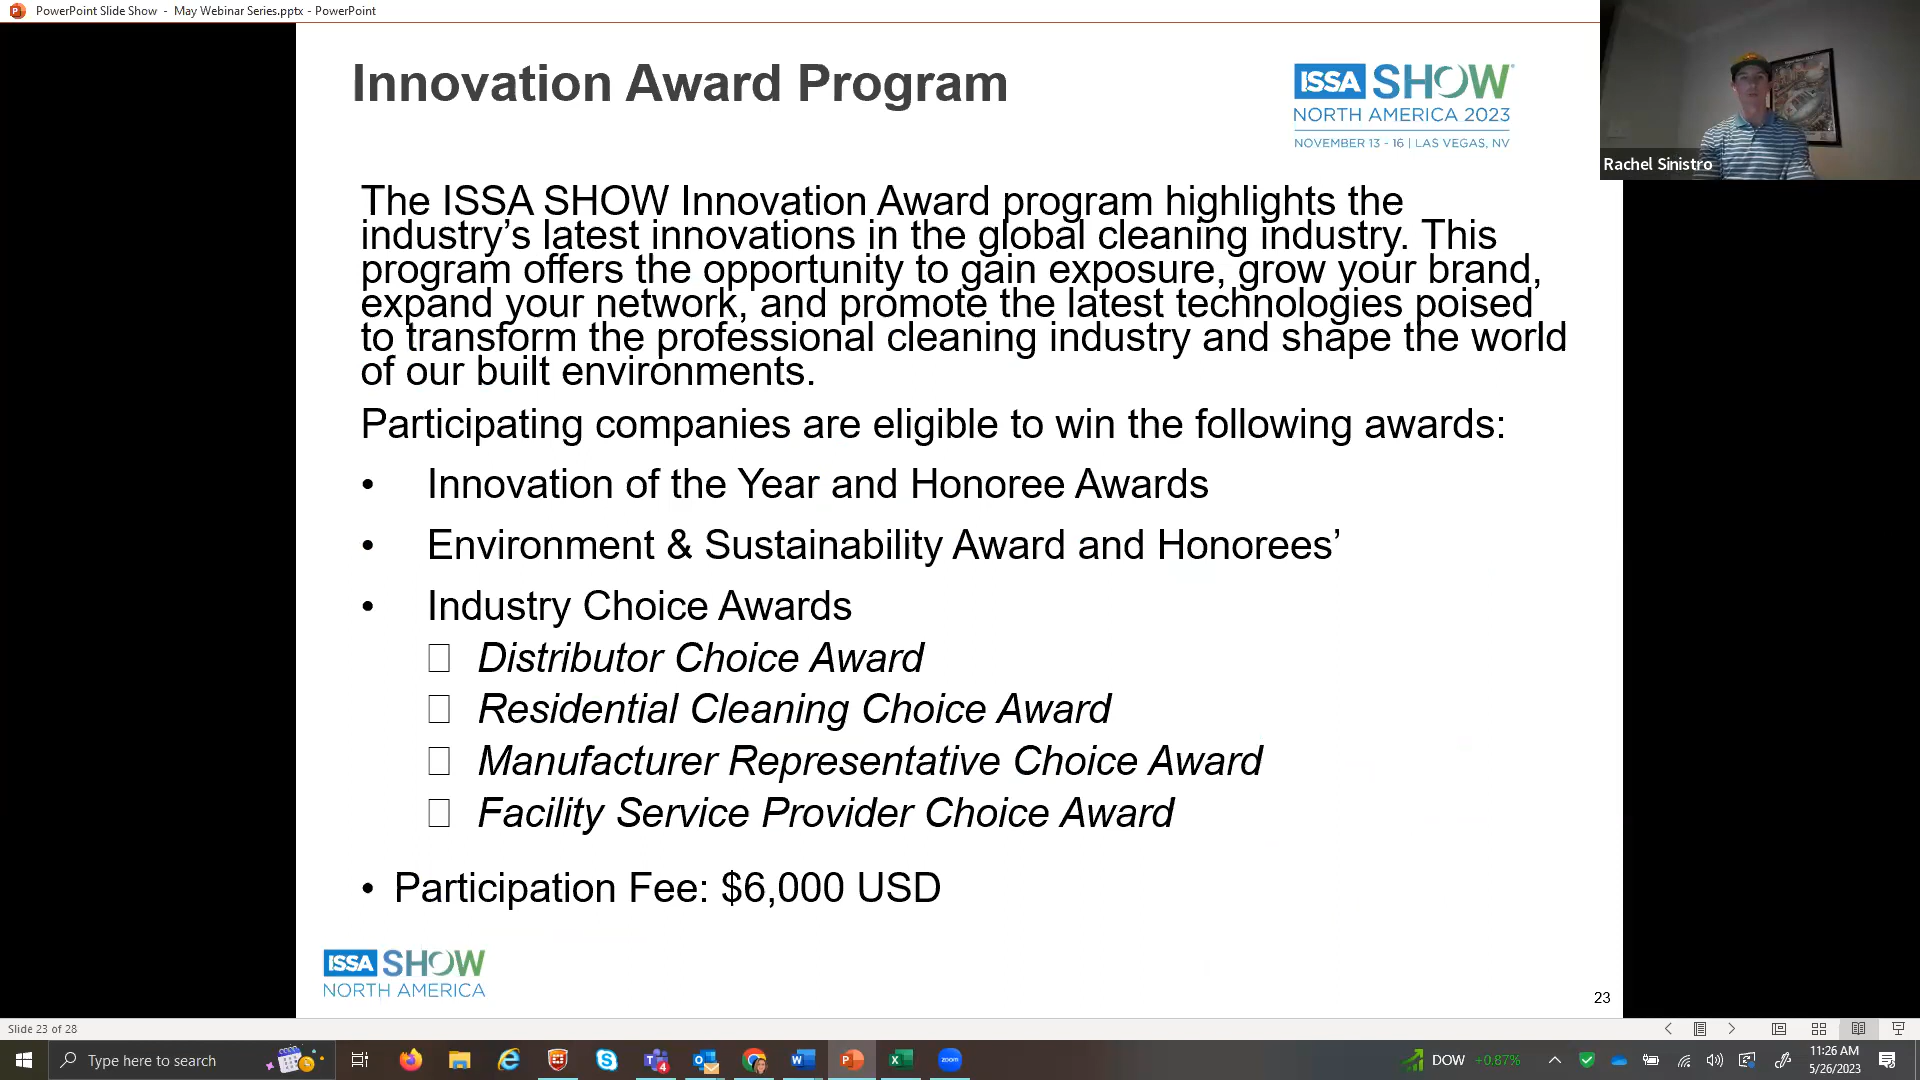 PowerPoint Slide Show - May Webinar Series.pptx - PowerPoint
Innovation Award Program
ISSA SHOW
NORTH AMERICA 2023
NOVEMBER 13 - 16 | LAS VEGAS, NV
Rachel Sinistro
The ISSA SHOW Innovation Award program highlights the
industry’s latest innovations in the global cleaning industry. This
program offers the opportunity to gain exposure, grow your brand,
expand your network, and promote the latest technologies poised
to transform the professional cleaning industry and shape the world
of our built environments.
Participating companies are eligible to win the following awards:
• Innovation of the Year and Honoree Awards
• Environment & Sustainability Award and Honorees’
• Industry Choice Awards
Distributor Choice Award
Residential Cleaning Choice Award
Manufacturer Representative Choice Award
Facility Service Provider Choice Award
• Participation Fee: $6,000 USD
ISSA SHOW
NORTH AMERICA
23
Slide 23 of 28
Type here to search
4
zoom
DOW +0.87%
11:26 AM
5/26/2023